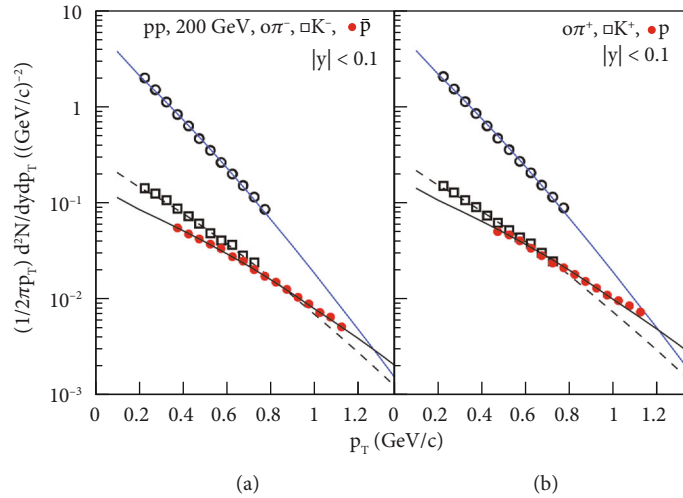 pp, 200 GeV, oπ⁻, □K⁻, ● p̄
|y| < 0.1
oπ⁺, □K⁺, ● p
|y| < 0.1
(1/2πp_T) d²N/dydp_T ((GeV/c)⁻²)
10
1
10⁻¹
10⁻²
10⁻³
0 0.2 0.4 0.6 0.8 1 1.2 0 0.2 0.4 0.6 0.8 1 1.2
p_T (GeV/c)
(a) (b)